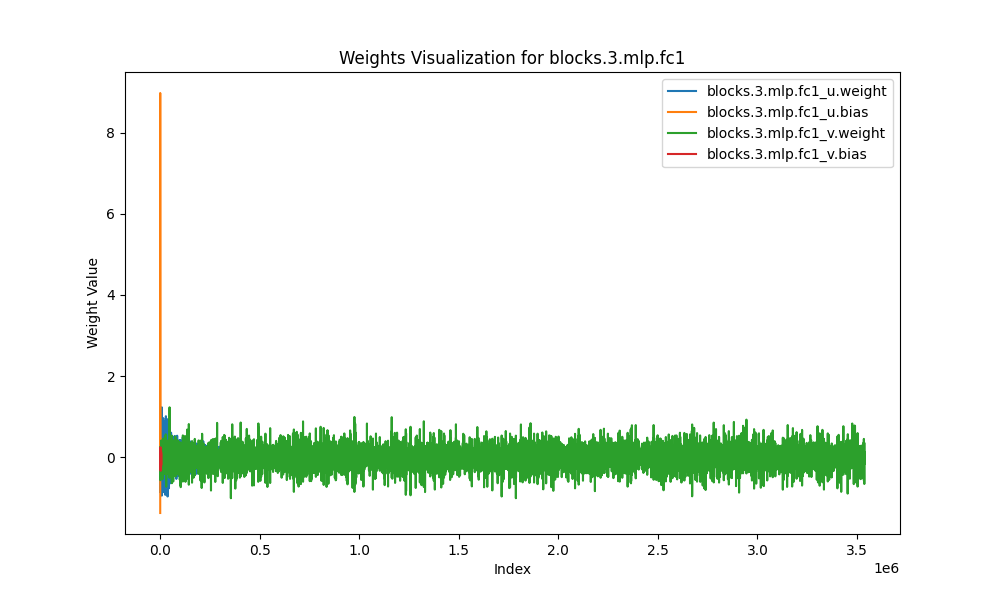 Weights Visualization for blocks.3.mlp.fc1
blocks.3.mlp.fc1_u.weight
blocks.3.mlp.fc1_u.bias
blocks.3.mlp.fc1_v.weight
blocks.3.mlp.fc1_v.bias
Weight Value
8
6
4
2
0
0.0 0.5 1.0 1.5 2.0 2.5 3.0 3.5
1e6
Index